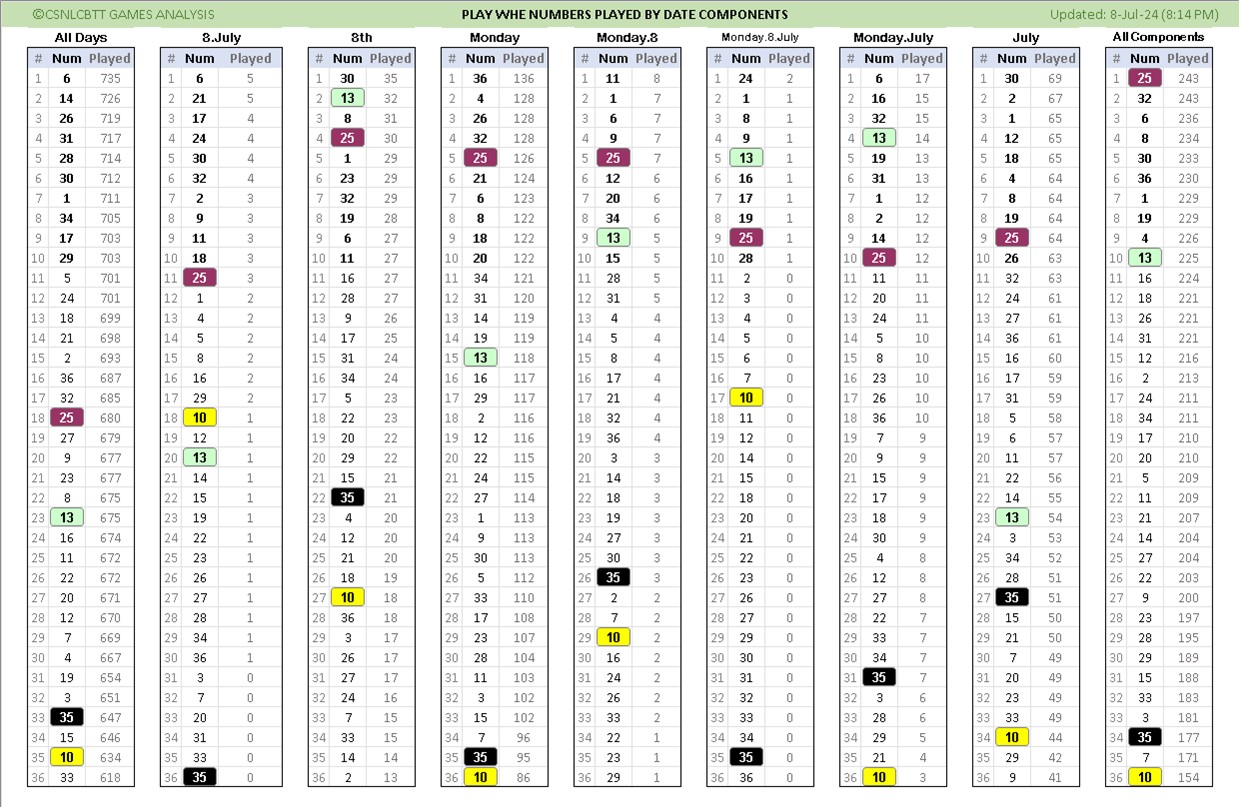 ©CSNLCBTT GAMES ANALYSIS PLAY WHE NUMBERS PLAYED BY DATE COMPONENTS Updated: 8-Jul-24 (8:14 PM)
All Days 8.July 8th Monday Monday.8 Monday.8.July Monday.July July All Components
# Num Played # Num Played # Num Played # Num Played # Num Played # Num Played # Num Played # Num Played # Num Played
1 6 735 1 6 5 1 30 35 1 36 136 1 11 8 1 24 2 1 6 17 1 30 69 1 25 243
2 14 726 2 21 5 2 13 32 2 4 128 2 1 7 2 1 1 2 16 15 2 2 67 2 32 243
3 26 719 3 17 4 3 8 31 3 26 128 3 6 7 3 8 1 3 32 15 3 1 65 3 6 236
4 31 717 4 24 4 4 25 30 4 32 128 4 9 7 4 9 1 4 13 14 4 12 65 4 8 234
5 28 714 5 30 4 5 1 29 5 25 126 5 25 7 5 13 1 5 19 13 5 18 65 5 30 233
6 30 712 6 32 4 6 23 29 6 21 124 6 12 6 6 16 1 6 31 13 6 4 64 6 36 230
7 1 711 7 2 3 7 32 29 7 6 123 7 20 6 7 17 1 7 1 12 7 8 64 7 1 229
8 34 705 8 9 3 8 19 28 8 8 122 8 34 6 8 19 1 8 2 12 8 19 64 8 19 229
9 17 703 9 11 3 9 6 27 9 18 122 9 13 5 9 25 1 9 14 12 9 25 64 9 4 226
10 29 703 10 18 3 10 11 27 10 20 122 10 15 5 10 28 1 10 25 12 10 26 63 10 13 225
11 5 701 11 25 3 11 16 27 11 34 121 11 28 5 11 2 0 11 11 11 11 32 63 11 16 224
12 24 701 12 1 2 12 28 27 12 31 120 12 31 5 12 3 0 12 20 11 12 24 61 12 18 221
13 18 699 13 4 2 13 9 26 13 14 119 13 4 4 13 4 0 13 24 11 13 27 61 13 26 221
14 21 698 14 5 2 14 17 25 14 19 119 14 5 4 14 5 0 14 5 10 14 36 61 14 31 221
15 2 693 15 8 2 15 31 24 15 13 118 15 8 4 15 6 0 15 8 10 15 16 60 15 12 216
16 36 687 16 16 2 16 34 24 16 16 117 16 17 4 16 7 0 16 23 10 16 17 59 16 2 213
17 32 685 17 29 2 17 5 23 17 29 117 17 21 4 17 10 0 17 26 10 17 31 59 17 24 211
18 25 680 18 10 1 18 22 23 18 2 116 18 32 4 18 11 0 18 36 10 18 5 58 18 34 211
19 27 679 19 12 1 19 20 22 19 12 116 19 36 4 19 12 0 19 7 9 19 6 57 19 17 210
20 9 677 20 13 1 20 29 22 20 22 115 20 3 3 20 14 0 20 9 9 20 11 57 20 20 210
21 23 677 21 14 1 21 15 21 21 24 115 21 14 3 21 15 0 21 15 9 21 22 56 21 5 209
22 8 675 22 15 1 22 35 21 22 27 114 22 18 3 22 18 0 22 17 9 22 14 55 22 11 209
23 13 675 23 19 1 23 4 20 23 1 113 23 19 3 23 20 0 23 18 9 23 13 54 23 21 207
24 16 674 24 22 1 24 12 20 24 9 113 24 27 3 24 21 0 24 30 9 24 3 53 24 14 204
25 11 672 25 23 1 25 21 20 25 30 113 25 30 3 25 22 0 25 4 8 25 34 52 25 27 204
26 22 672 26 26 1 26 18 19 26 5 112 26 35 3 26 23 0 26 12 8 26 28 51 26 22 203
27 20 671 27 27 1 27 10 18 27 33 110 27 2 2 27 26 0 27 27 8 27 35 51 27 9 200
28 12 670 28 28 1 28 36 18 28 17 108 28 7 2 28 27 0 28 22 7 28 15 50 28 23 197
29 7 669 29 34 1 29 3 17 29 23 107 29 10 2 29 29 0 29 33 7 29 21 50 29 28 195
30 4 667 30 36 1 30 26 17 30 28 104 30 16 2 30 30 0 30 34 7 30 7 49 30 29 189
31 19 654 31 3 0 31 27 17 31 11 103 31 24 2 31 31 0 31 35 7 31 20 49 31 15 188
32 3 651 32 7 0 32 24 16 32 3 102 32 26 2 32 32 0 32 3 6 32 23 49 32 33 183
33 35 647 33 20 0 33 7 15 33 15 102 33 33 2 33 33 0 33 28 6 33 33 49 33 3 181
34 15 646 34 31 0 34 33 15 34 7 96 34 22 1 34 34 0 34 29 5 34 10 44 34 35 177
35 10 634 35 33 0 35 14 14 35 35 95 35 23 1 35 35 0 35 21 4 35 29 42 35 7 171
36 33 618 36 35 0 36 2 13 36 10 86 36 29 1 36 36 0 36 10 3 36 9 41 36 10 154